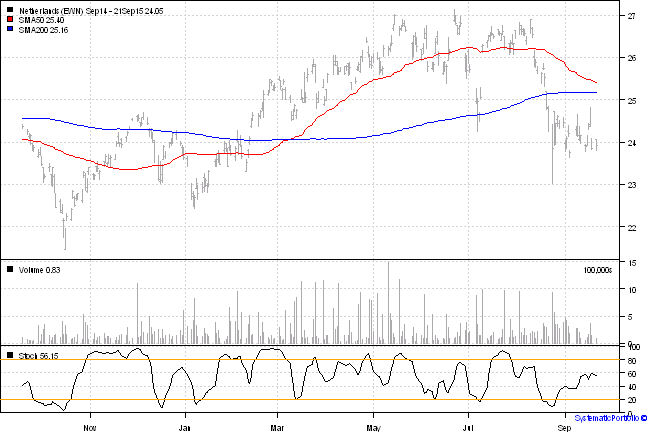 Netherlands (EWN) Sep14 - 21Sep15 24.05
SMA50 25.40
SMA200 25.16
27
26
25
24
23
22
Volume 0.83
100,000s
15
10
5
0
Stoch 56.15
100
80
60
40
20
0
Nov Jan Mar May Jul Sep
SystematicPortfolio ©